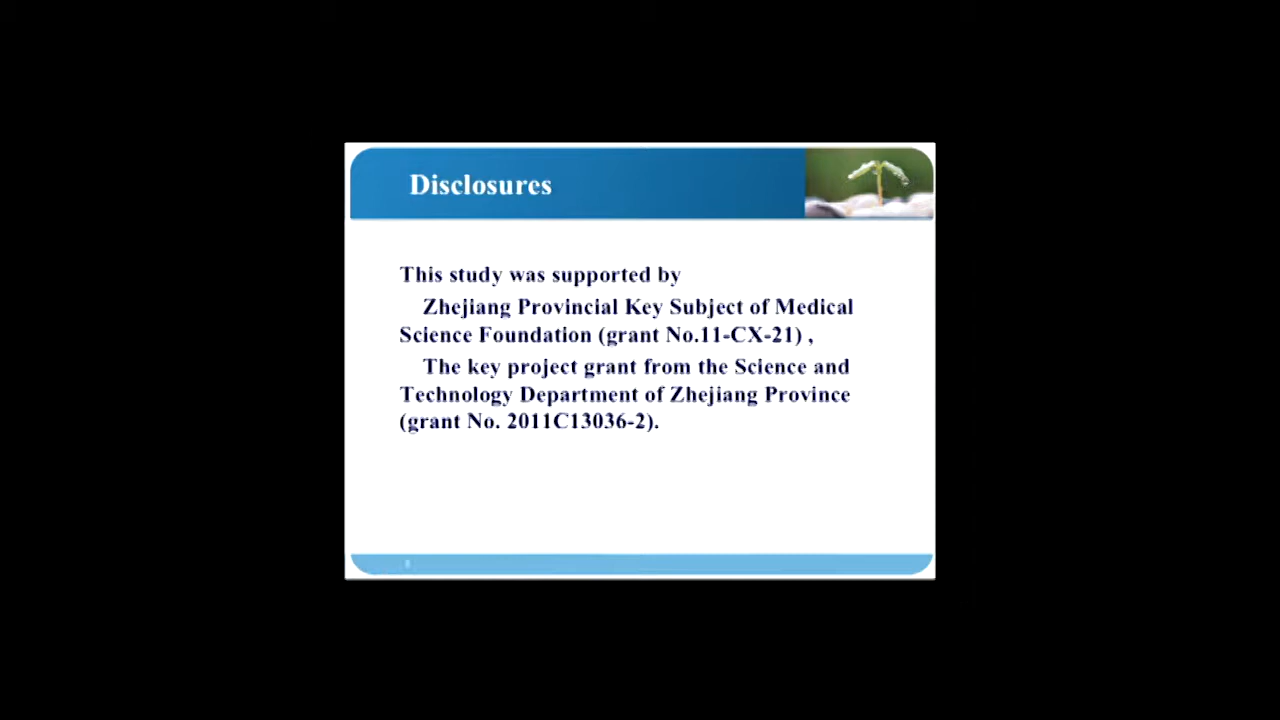 Disclosures
This study was supported by
Zhejiang Provincial Key Subject of Medical
Science Foundation (grant No.11-CX-21) ,
The key project grant from the Science and
Technology Department of Zhejiang Province
(grant No. 2011C13036-2).